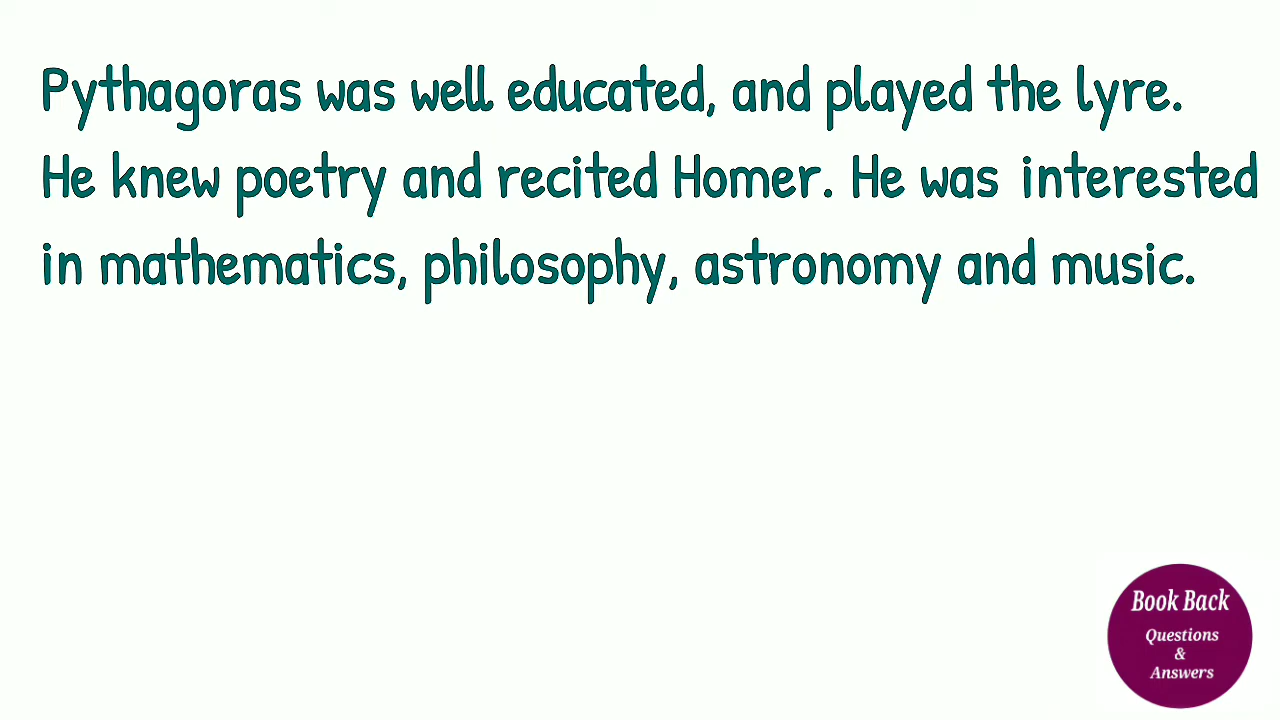 Pythagoras was well educated, and played the lyre.
He knew poetry and recited Homer. He was interested
in mathematics, philosophy, astronomy and music.
Book Back
Questions
&
Answers